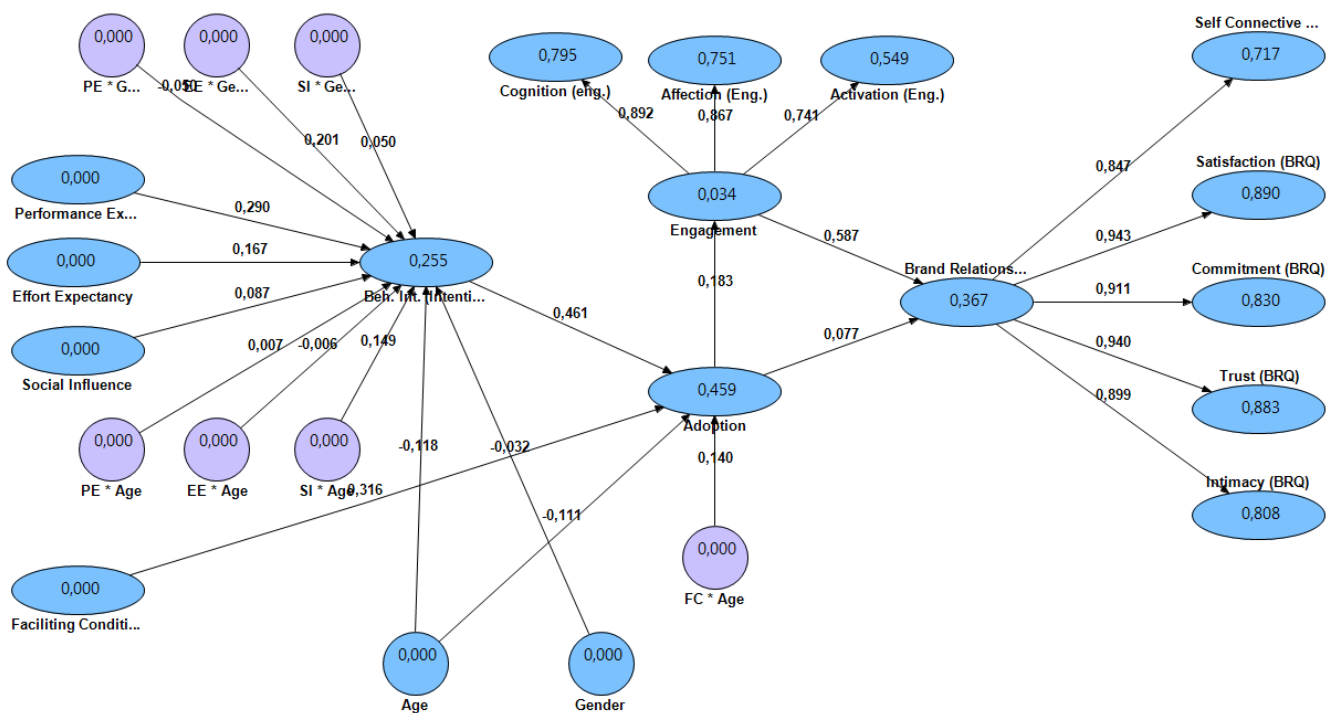 0,000
0,000
0,000
PE * G...
-0,050
EE * Ge...
SI * Ge...
0,201
0,050
0,795
0,751
0,549
Cognition (eng.)
Affection (Eng.)
Activation (Eng.)
0,892
0,867
0,741
Self Connective ...
0,717
0,847
0,000
Performance Ex...
0,290
0,000
Effort Expectancy
0,167
0,087
0,000
Social Influence
0,255
Beh. Int. (Intenti...
0,034
Engagement
0,587
0,183
0,461
Brand Relations...
0,367
0,077
Satisfaction (BRQ)
0,890
0,943
Commitment (BRQ)
0,830
0,911
0,940
Trust (BRQ)
0,883
0,899
Intimacy (BRQ)
0,808
0,007
-0,006
0,149
0,000
0,000
0,000
PE * Age
EE * Age
SI * Age
0,316
0,459
Adoption
-0,118
-0,032
0,140
-0,111
0,000
Faciliting Conditi...
0,000
FC * Age
0,000
Age
0,000
Gender